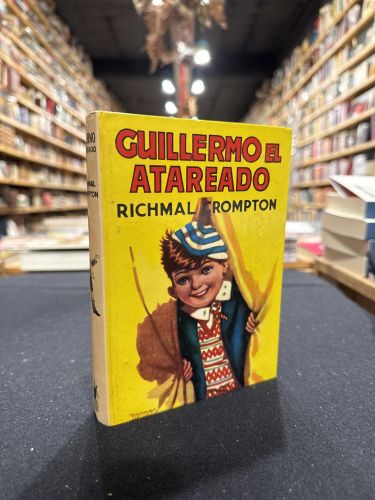 GUILLERMO EL
ATAREADO
RICHMAL CROMPTON